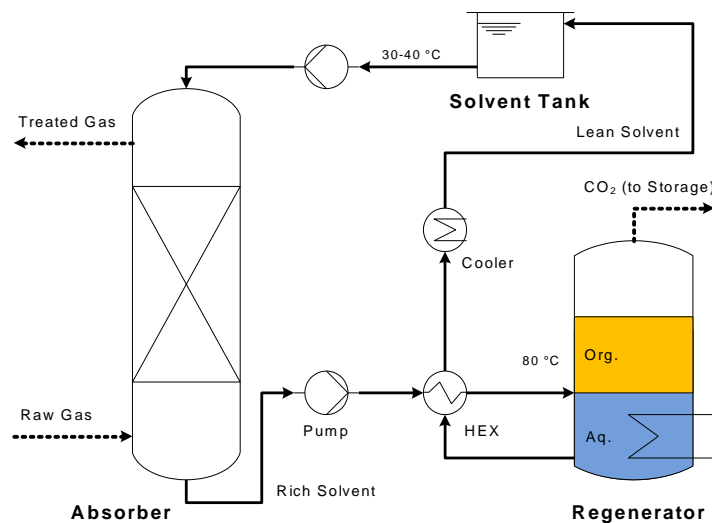 30-40 °C
Solvent Tank
Treated Gas
Lean Solvent
CO₂ (to Storage)
Cooler
80 °C
Org.
Raw Gas
Pump
HEX
Aq.
Rich Solvent
Absorber
Regenerator